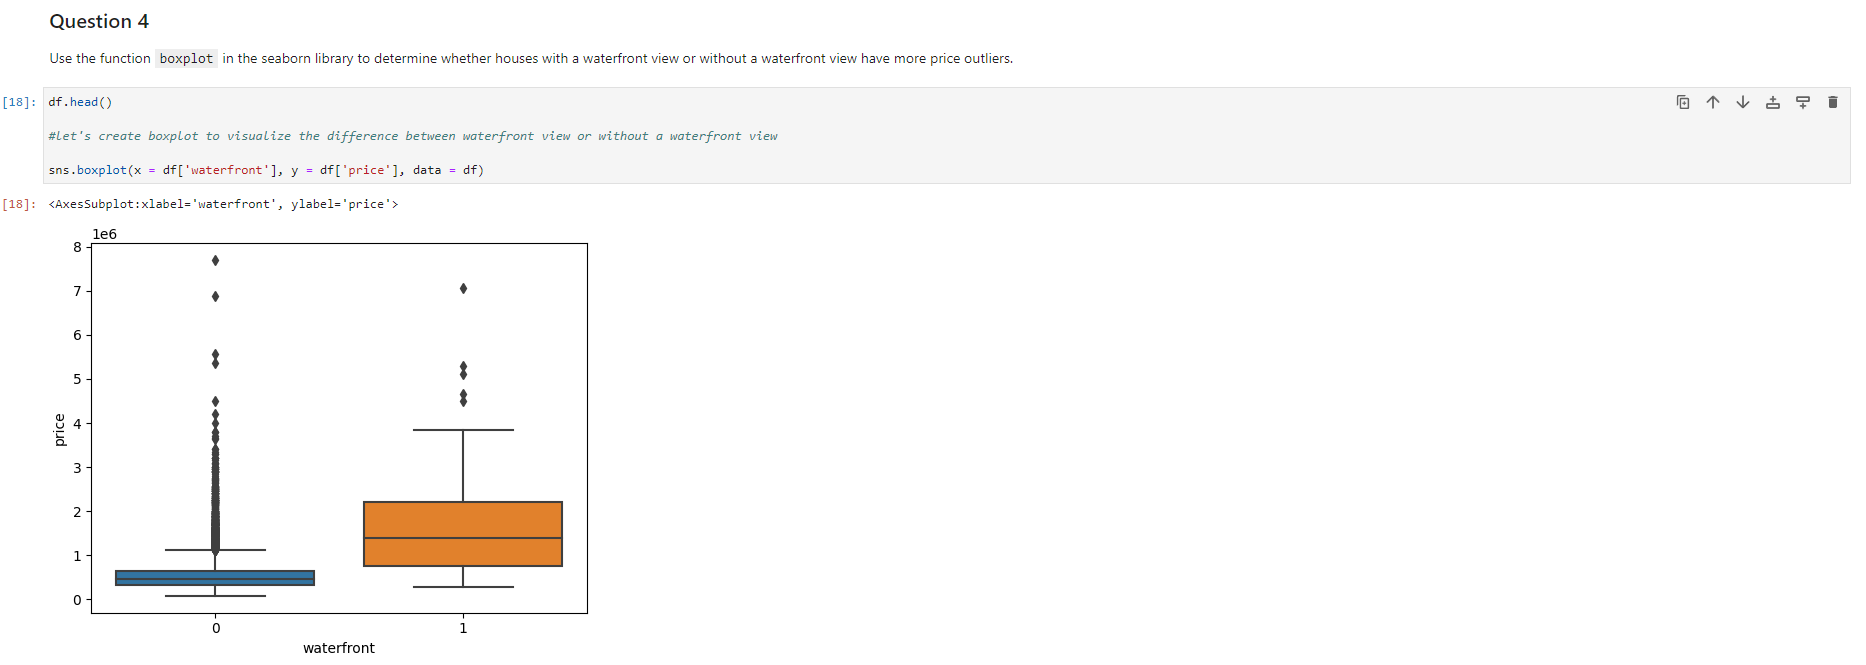 Question 4
Use the function boxplot in the seaborn library to determine whether houses with a waterfront view or without a waterfront view have more price outliers.
[18]: df.head()
#let's create boxplot to visualize the difference between waterfront view or without a waterfront view
sns.boxplot(x = df['waterfront'], y = df['price'], data = df)
[18]: <AxesSubplot:xlabel='waterfront', ylabel='price'>
1e6
8
7
6
5
4
3
2
1
0
price
0 1
waterfront